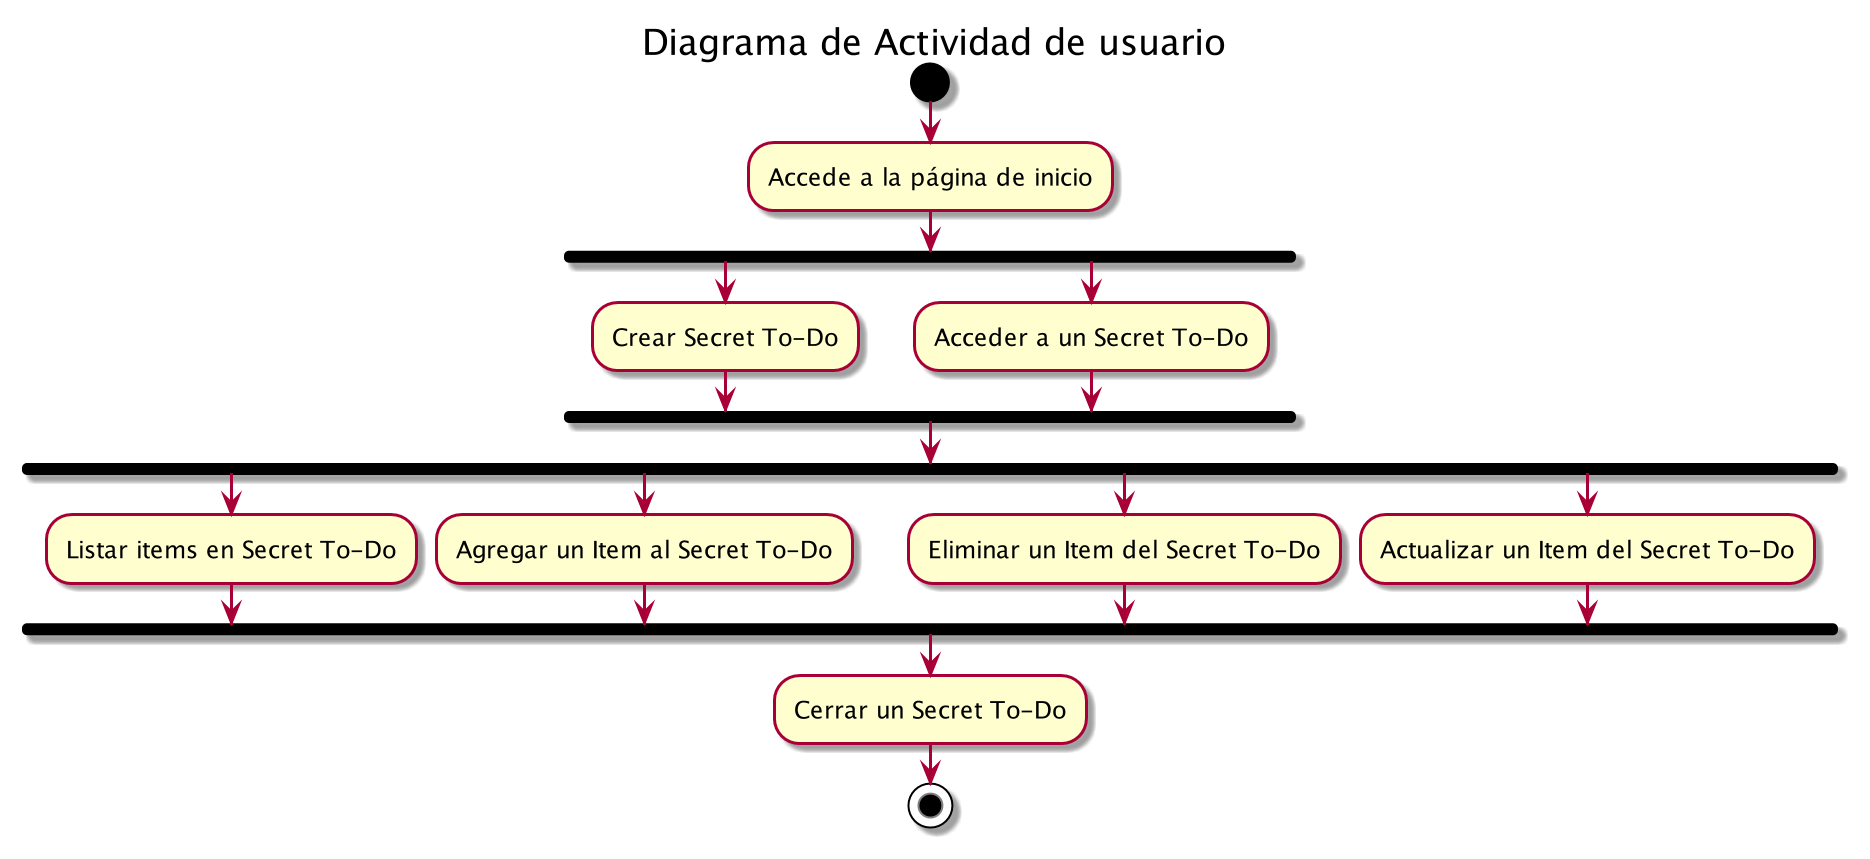 Diagrama de Actividad de usuario
Accede a la página de inicio
Crear Secret To-Do
Acceder a un Secret To-Do
Listar items en Secret To-Do
Agregar un Item al Secret To-Do
Eliminar un Item del Secret To-Do
Actualizar un Item del Secret To-Do
Cerrar un Secret To-Do